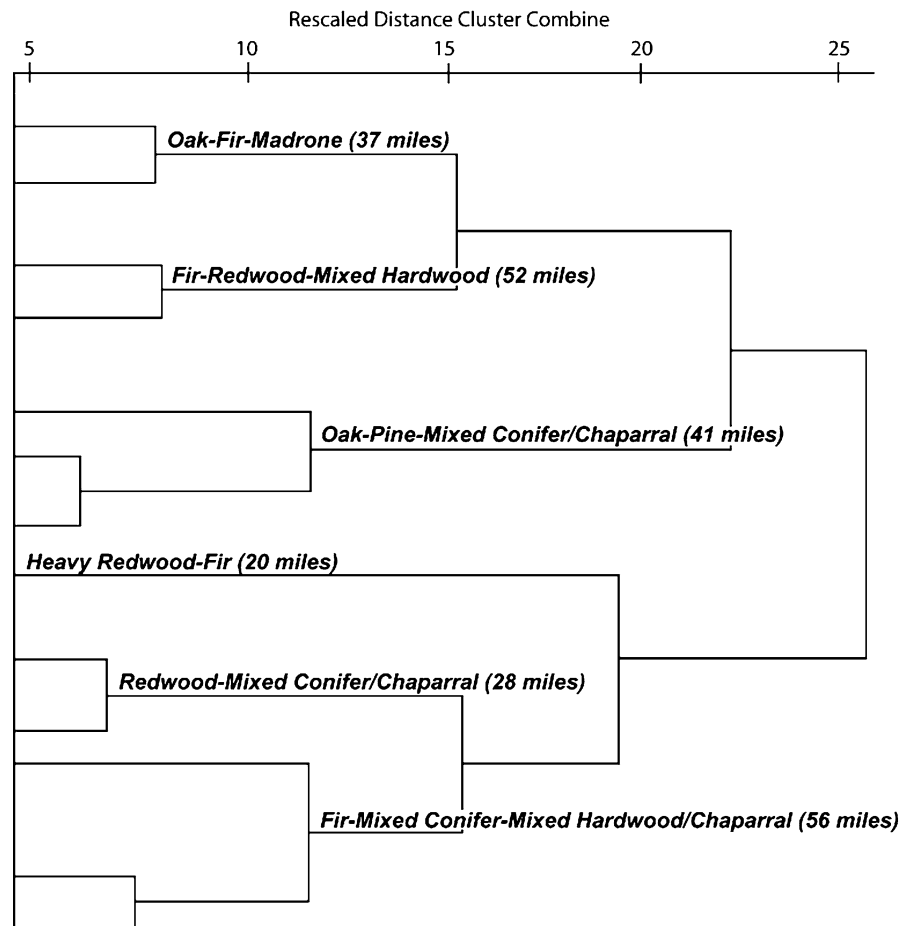 Rescaled Distance Cluster Combine
5 10 15 20 25
Oak-Fir-Madrone (37 miles)
Fir-Redwood-Mixed Hardwood (52 miles)
Oak-Pine-Mixed Conifer/Chaparral (41 miles)
Heavy Redwood-Fir (20 miles)
Redwood-Mixed Conifer/Chaparral (28 miles)
Fir-Mixed Conifer-Mixed Hardwood/Chaparral (56 miles)